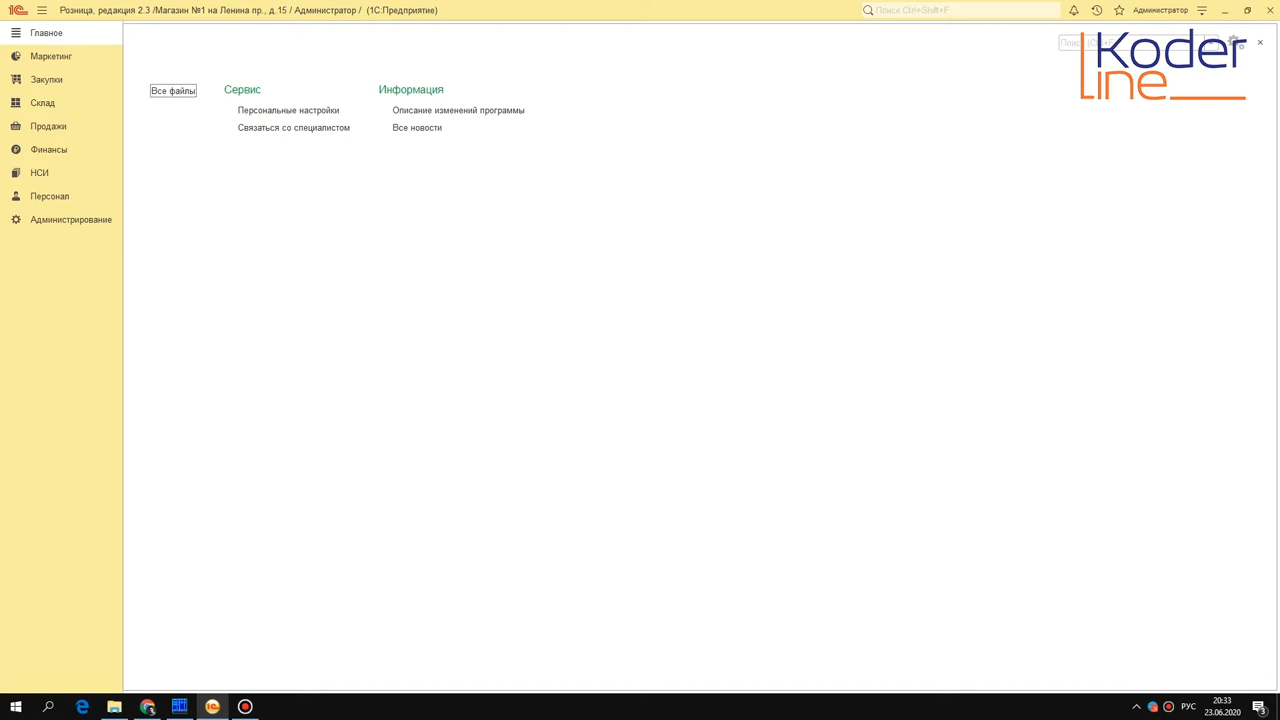 Розница, редакция 2.3 /Магазин №1 на Ленина пр., д.15 / Администратор / (1С:Предприятие)
Поиск Ctrl+Shift+F
Администратор
Главное
Маркетинг
Закупки
Склад
Продажи
Финансы
НСИ
Персонал
Администрирование
Все файлы
Сервис
Персональные настройки
Связаться со специалистом
Информация
Описание изменений программы
Все новости
Koder
Line
РУС
20:33
23.06.2020